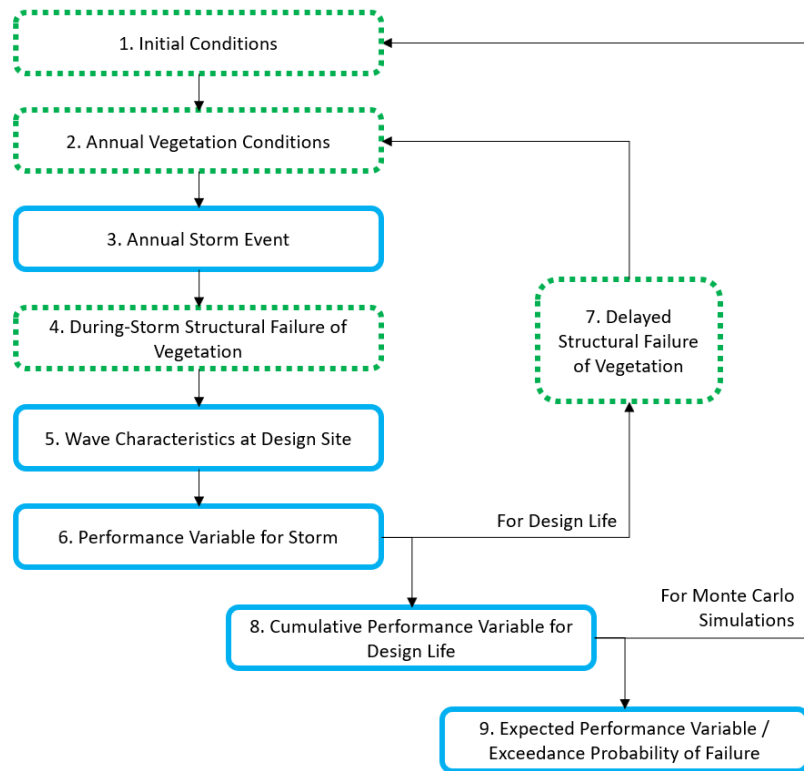 1. Initial Conditions
2. Annual Vegetation Conditions
3. Annual Storm Event
4. During-Storm Structural Failure of
Vegetation
7. Delayed
Structural Failure
of Vegetation
5. Wave Characteristics at Design Site
6. Performance Variable for Storm
For Design Life
8. Cumulative Performance Variable for
Design Life
For Monte Carlo
Simulations
9. Expected Performance Variable /
Exceedance Probability of Failure